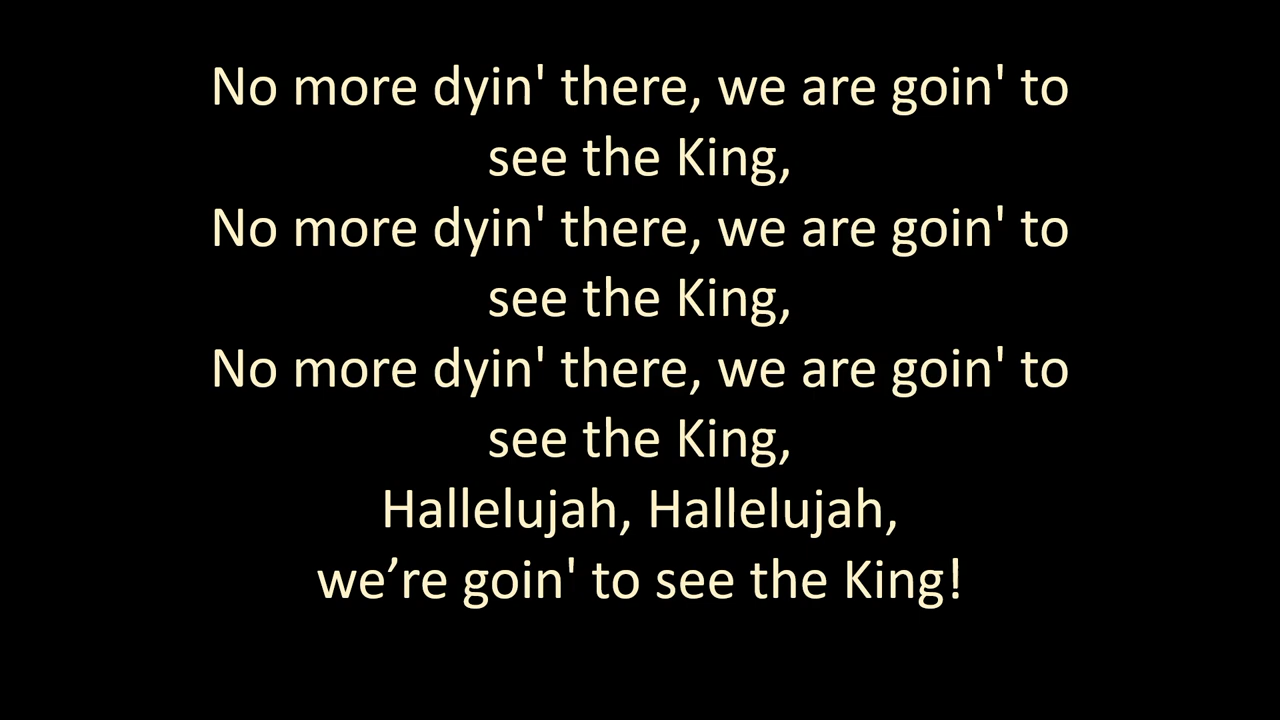 No more dyin' there, we are goin' to
see the King,
No more dyin' there, we are goin' to
see the King,
No more dyin' there, we are goin' to
see the King,
Hallelujah, Hallelujah,
we’re goin' to see the King!